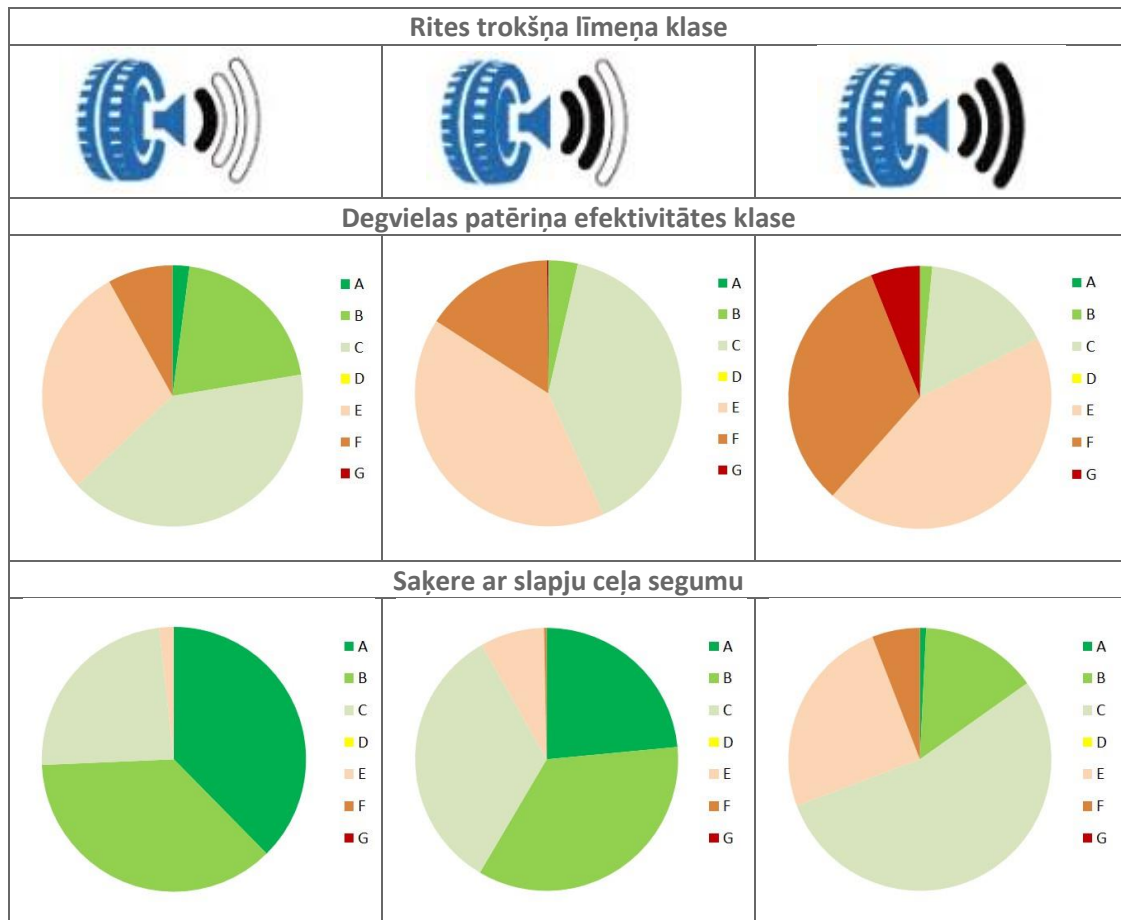 Rites trokšņa līmeņa klase
Degvielas patēriņa efektivitātes klase
A
B
C
D
E
F
G
A
B
C
D
E
F
G
A
B
C
D
E
F
G
Saķere ar slapju ceļa segumu
A
B
C
D
E
F
G
A
B
C
D
E
F
G
A
B
C
D
E
F
G